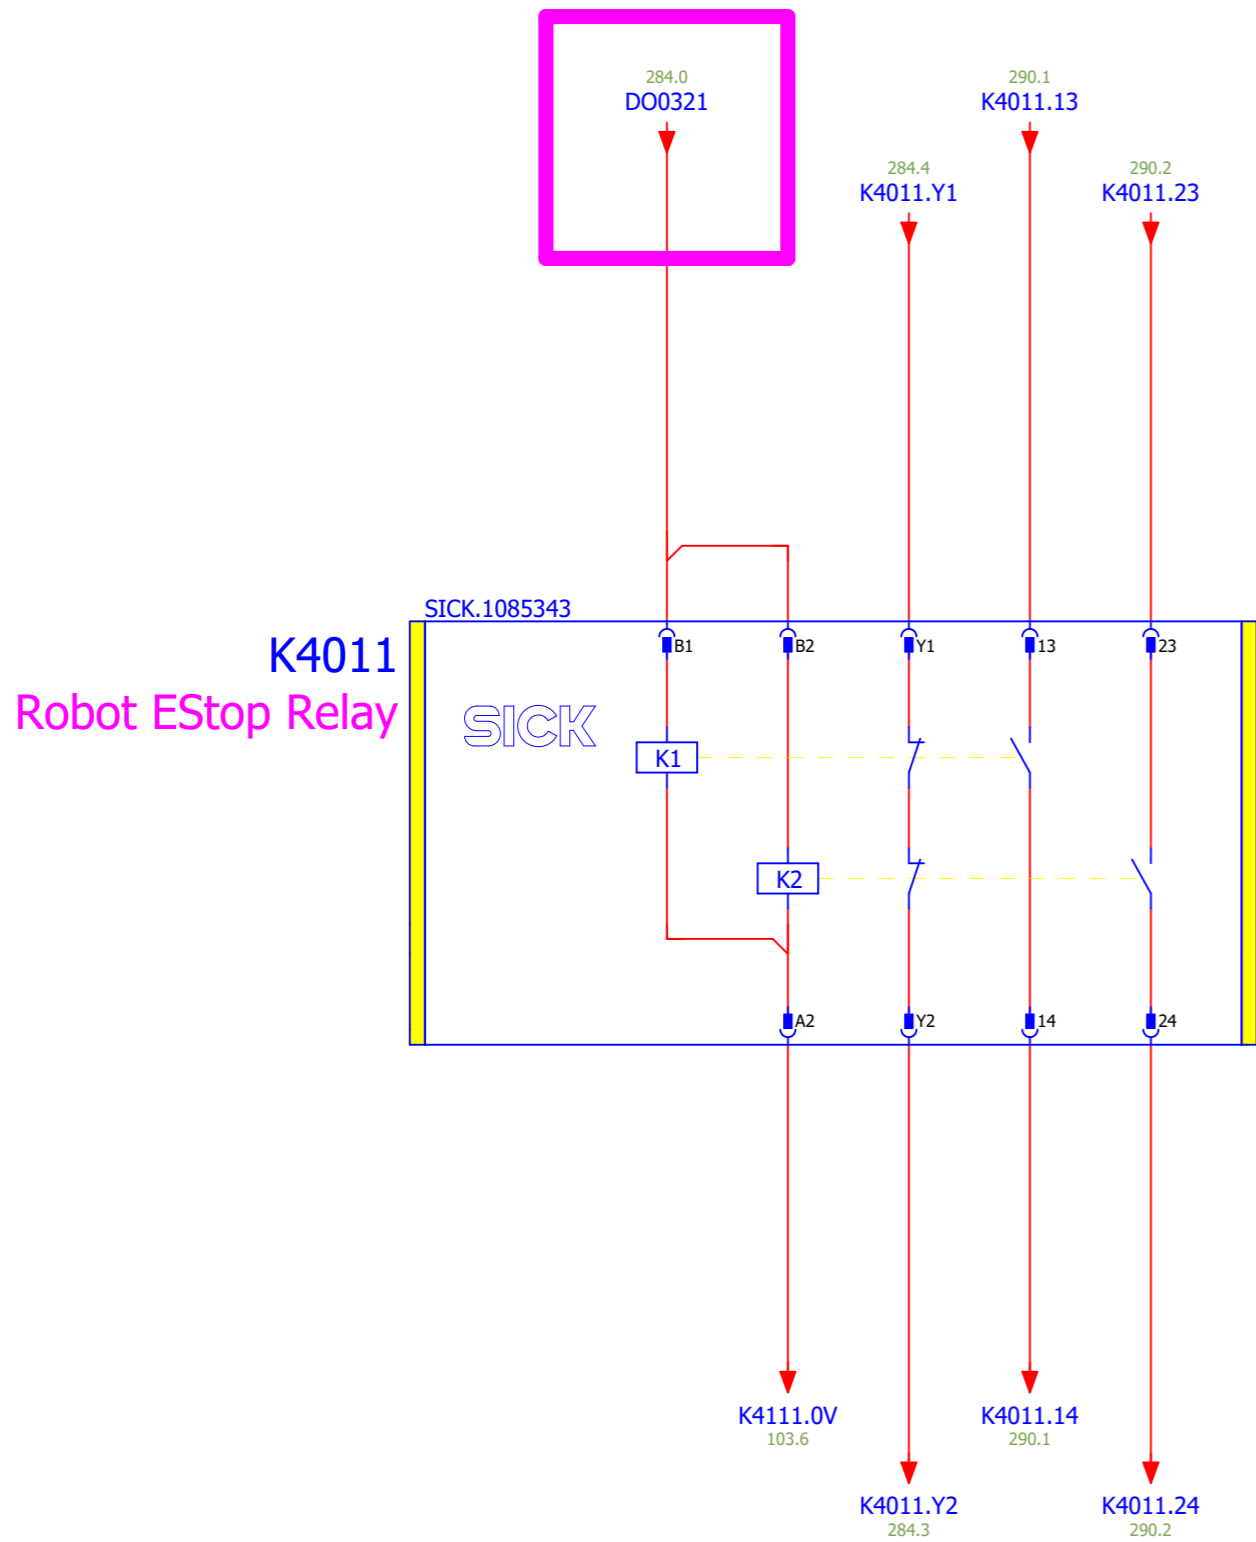 284.0
DO0321
290.1
K4011.13
284.4
K4011.Y1
290.2
K4011.23
SICK.1085343
K4011
Robot EStop Relay
SICK
B1
B2
Y1
13
23
K1
K2
A2
Y2
14
24
K4111.0V
103.6
K4011.14
290.1
K4011.Y2
284.3
K4011.24
290.2